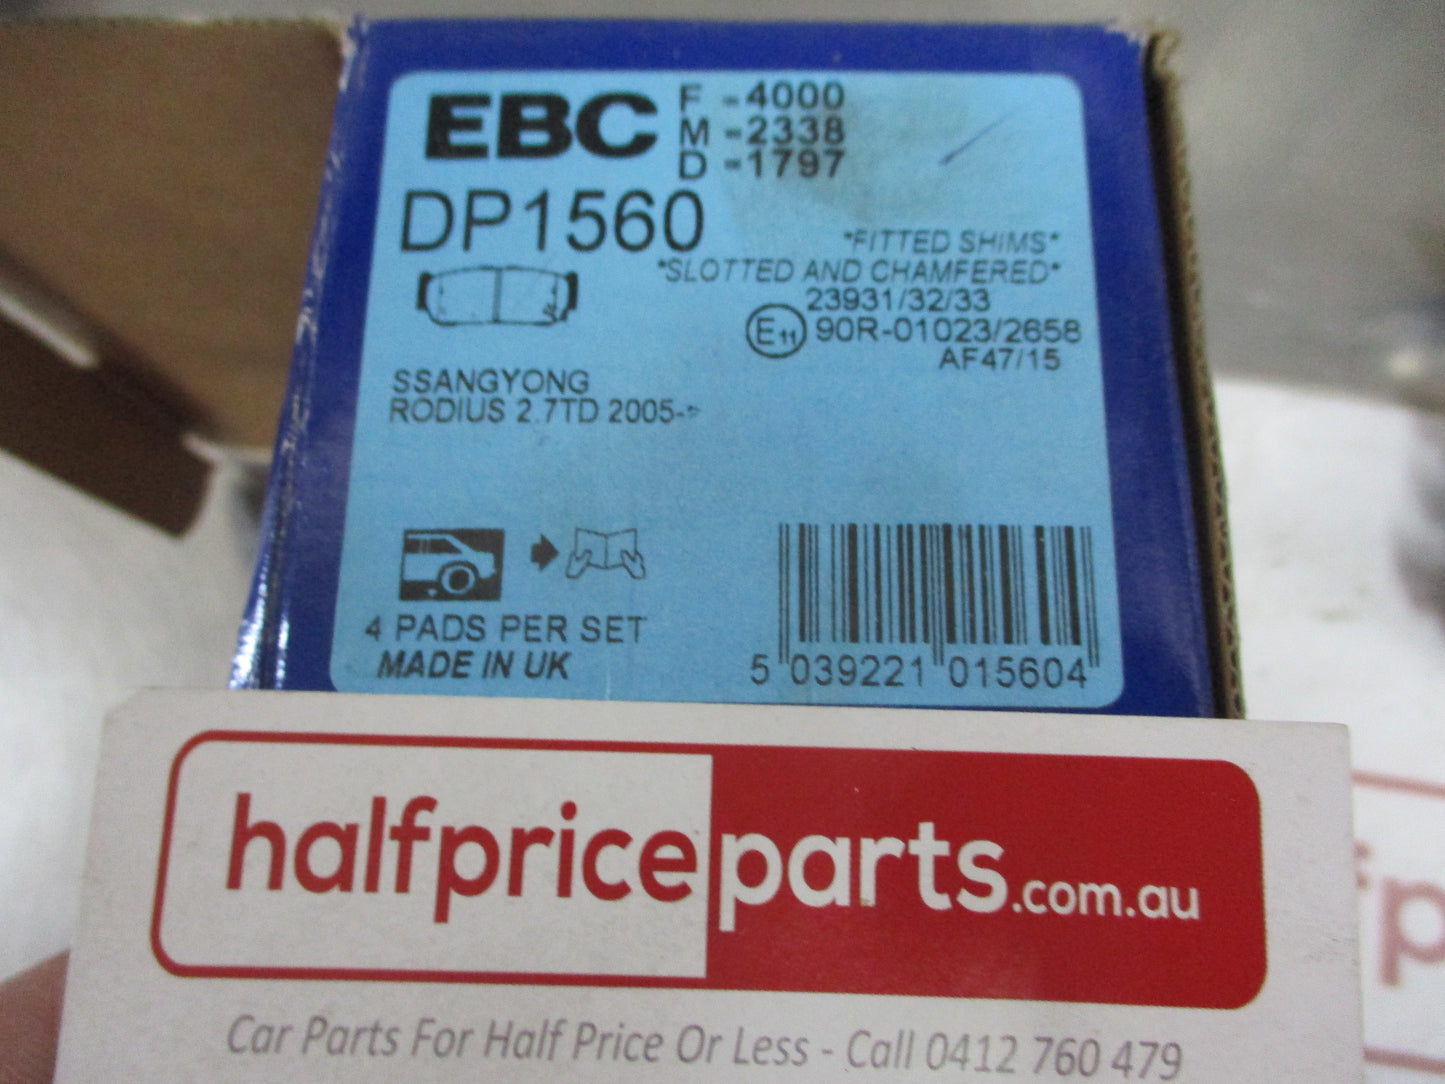 EBC
F - 4000
M - 2338
D - 1797
DP1560
*FITTED SHIMS*
*SLOTTED AND CHAMFERED*
23931/32/33
E11 90R-01023/2658
AF47/15
SSANGYONG
RODIUS 2.7TD 2005->
4 PADS PER SET
MADE IN UK
5 039221 015604
halfpriceparts.com.au
Car Parts For Half Price Or Less - Call 0412 760 479